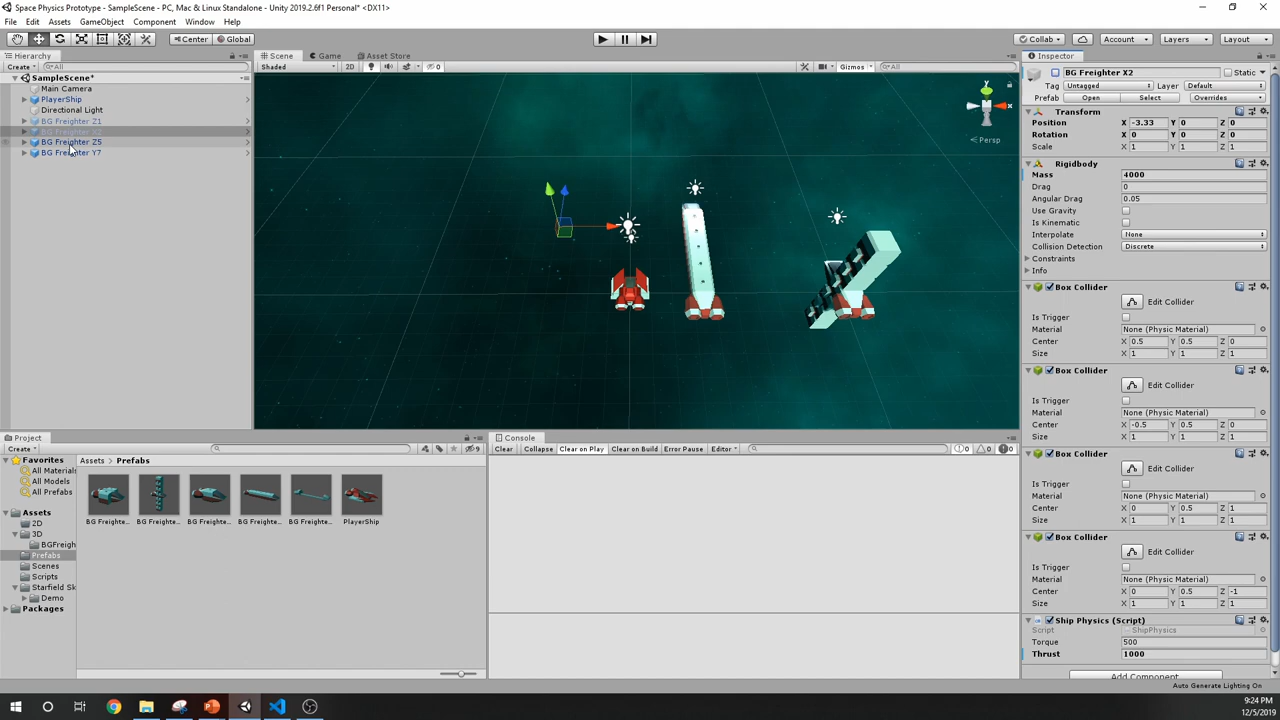 Space Physics Prototype - SampleScene - PC, Mac & Linux Standalone - Unity 2019.2.6f1 Personal* <DX11>
File Edit Assets GameObject Component Window Help
Center Global Collab Account Layers Layout
Hierarchy
Create All
SampleScene*
Main Camera
PlayerShip
Directional Light
BG Freighter Z1
BG Freighter X2
BG Freighter Z5
BG Freighter Y7
Scene Game Asset Store
Shaded 2D 0 Gizmos All
Y
X
Persp
Inspector
BG Freighter X2 Static
Tag Untagged Layer Default
Prefab Open Select Overrides
Transform
Position X -3.33 Y 0 Z 0
Rotation X 0 Y 0 Z 0
Scale X 1 Y 1 Z 1
Rigidbody
Mass 4000
Drag 0
Angular Drag 0.05
Use Gravity
Is Kinematic
Interpolate None
Collision Detection Discrete
Constraints
Info
Box Collider
Edit Collider
Is Trigger
Material None (Physic Material)
Center X 0.5 Y 0.5 Z 0
Size X 1 Y 1 Z 1
Box Collider
Edit Collider
Is Trigger
Material None (Physic Material)
Center X -0.5 Y 0.5 Z 0
Size X 1 Y 1 Z 1
Box Collider
Edit Collider
Is Trigger
Material None (Physic Material)
Center X 0 Y 0.5 Z 1
Size X 1 Y 1 Z 1
Box Collider
Edit Collider
Is Trigger
Material None (Physic Material)
Center X 0 Y 0.5 Z -1
Size X 1 Y 1 Z 1
Ship Physics (Script)
Script ShipPhysics
Torque 500
Thrust 1000
Add Component
Auto Generate Lighting On
Project
Create 9
Favorites
All Materials
All Models
All Prefabs
Assets
2D
3D
BGFreigh
Prefabs
Scenes
Scripts
Starfield Sk
Demo
Packages
Assets Prefabs
BG Freighte... BG Freighte... BG Freighte... BG Freighte... BG Freighte... PlayerShip
Console
Clear Collapse Clear on Play Clear on Build Error Pause Editor 0 0 0
9:24 PM
12/5/2019